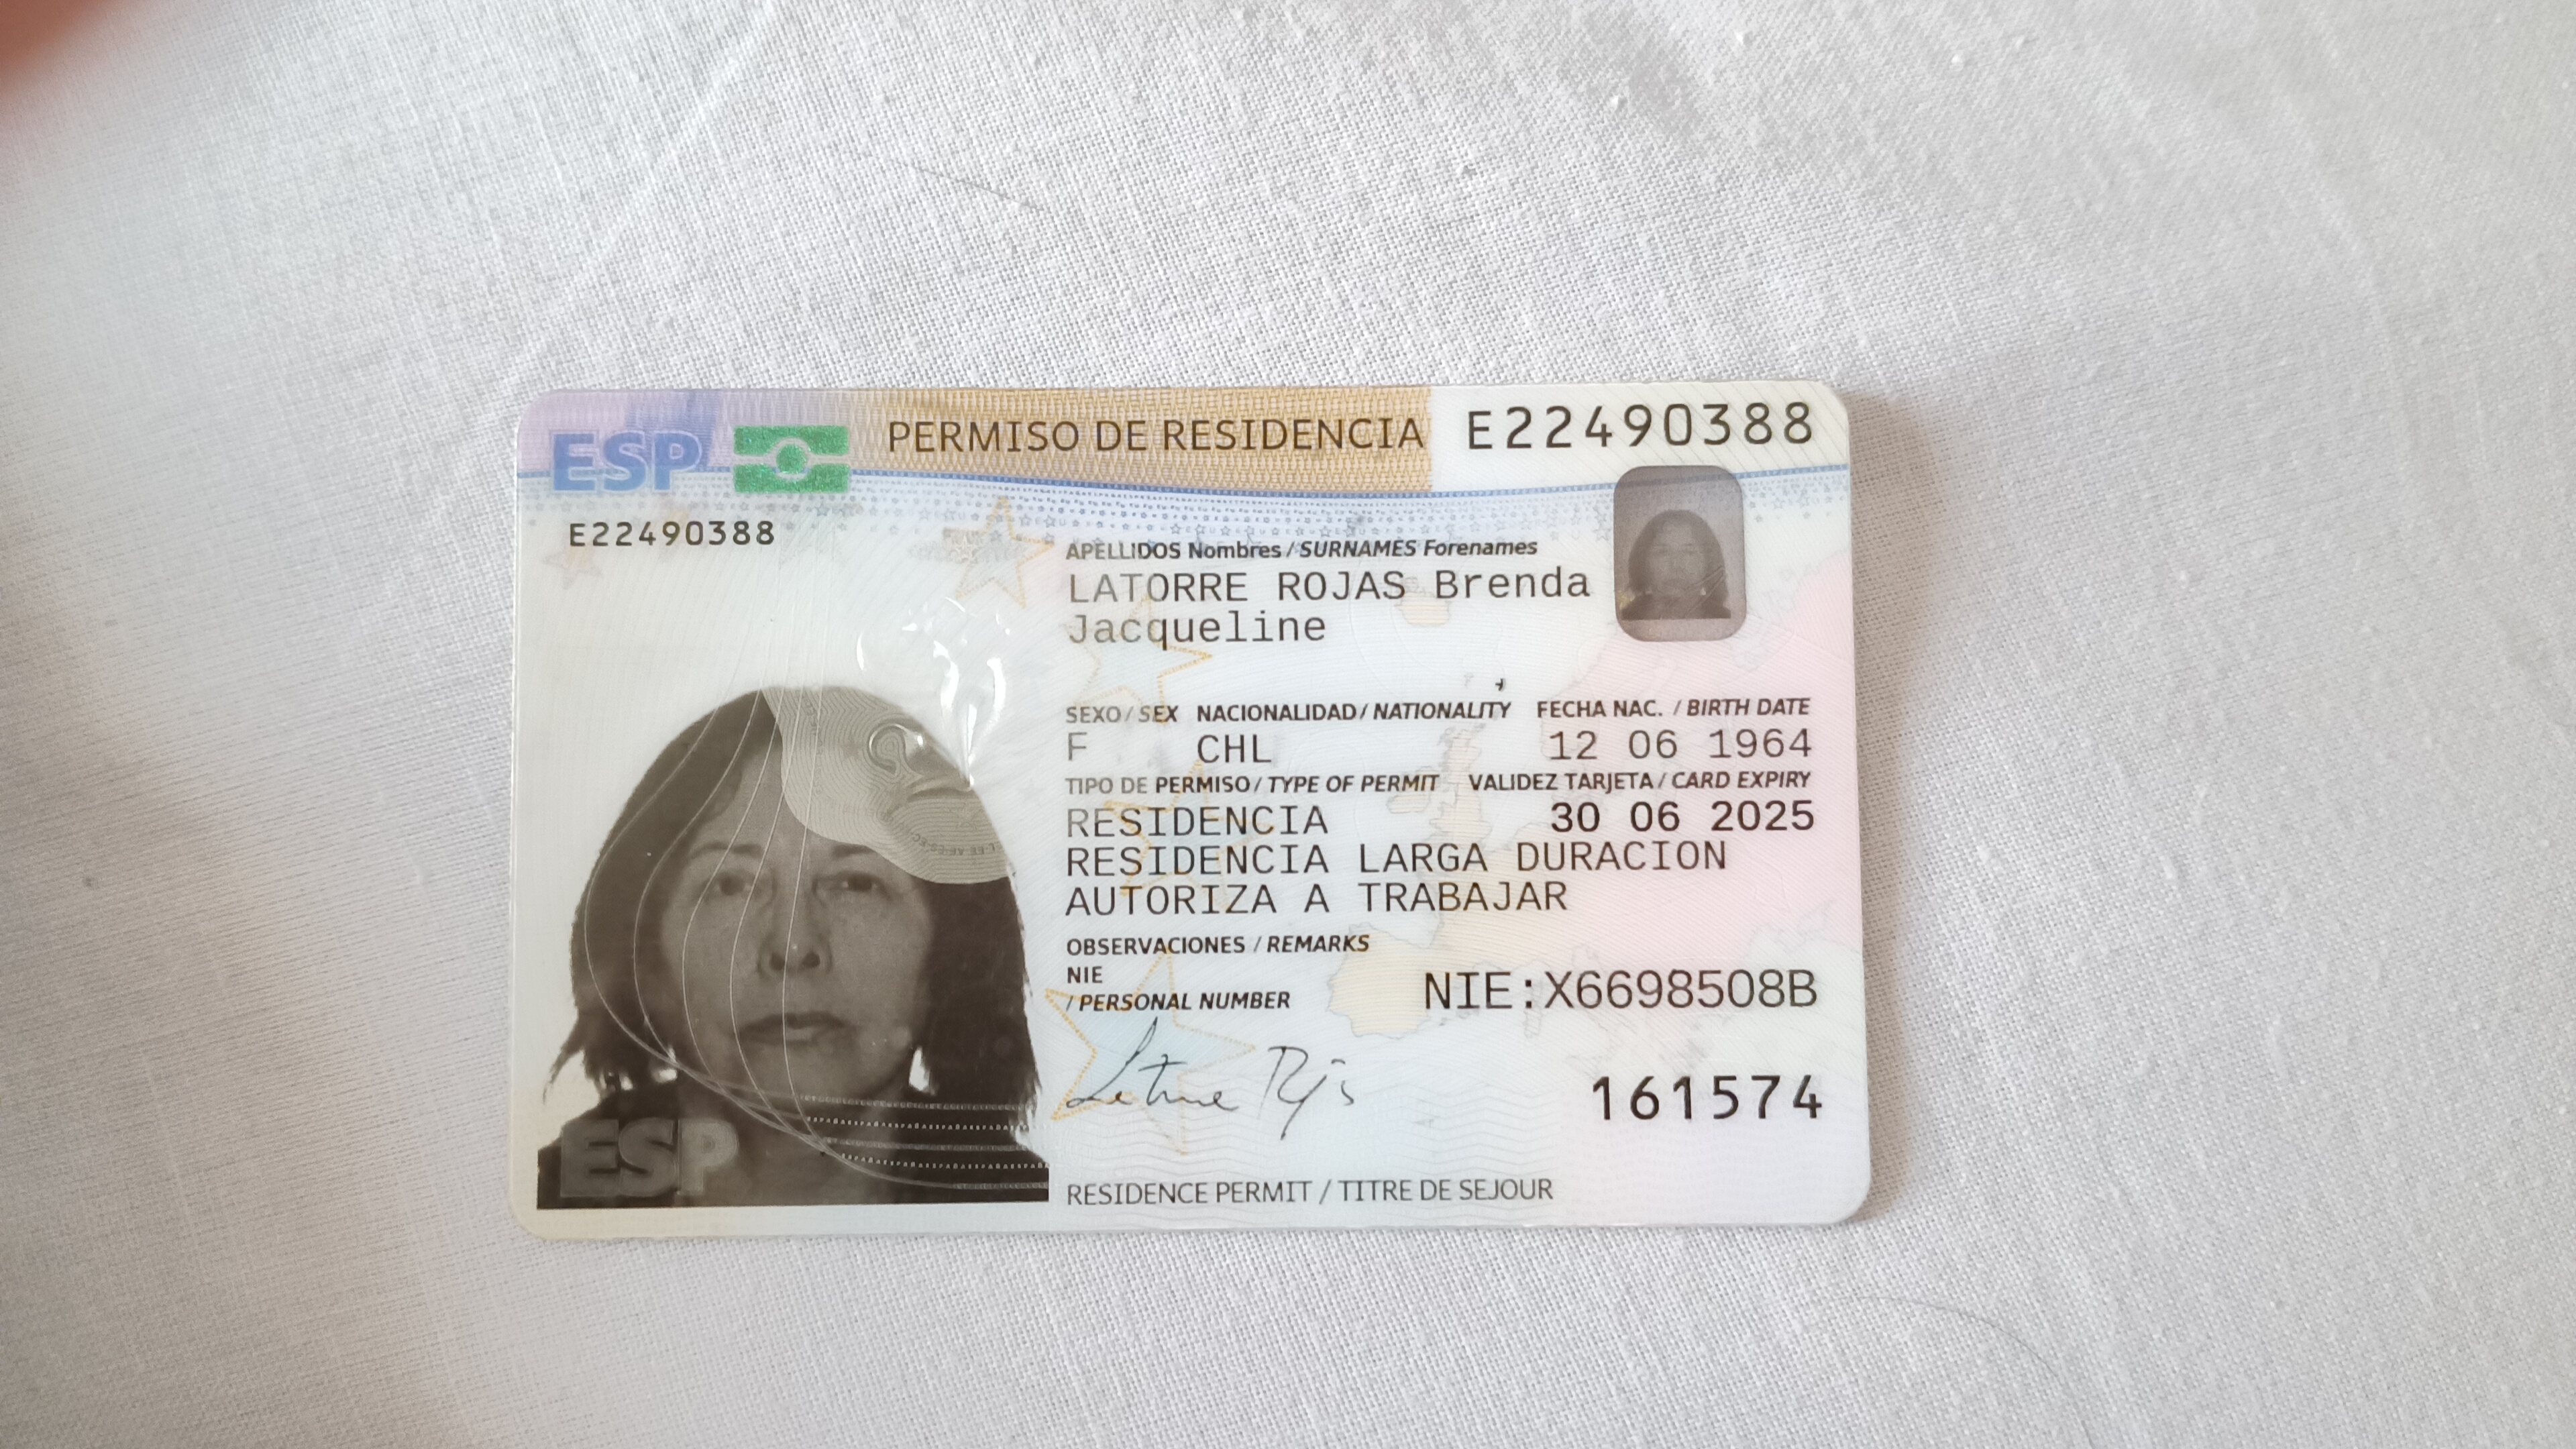 ESP
PERMISO DE RESIDENCIA
E22490388
E22490388
APELLIDOS Nombres / SURNAMES Forenames
LATORRE ROJAS Brenda
Jacqueline
SEXO / SEX NACIONALIDAD / NATIONALITY FECHA NAC. / BIRTH DATE
F CHL 12 06 1964
TIPO DE PERMISO / TYPE OF PERMIT VALIDEZ TARJETA / CARD EXPIRY
RESIDENCIA 30 06 2025
RESIDENCIA LARGA DURACION
AUTORIZA A TRABAJAR
OBSERVACIONES / REMARKS
NIE
/ PERSONAL NUMBER
NIE:X6698508B
161574
ESP
RESIDENCE PERMIT / TITRE DE SEJOUR